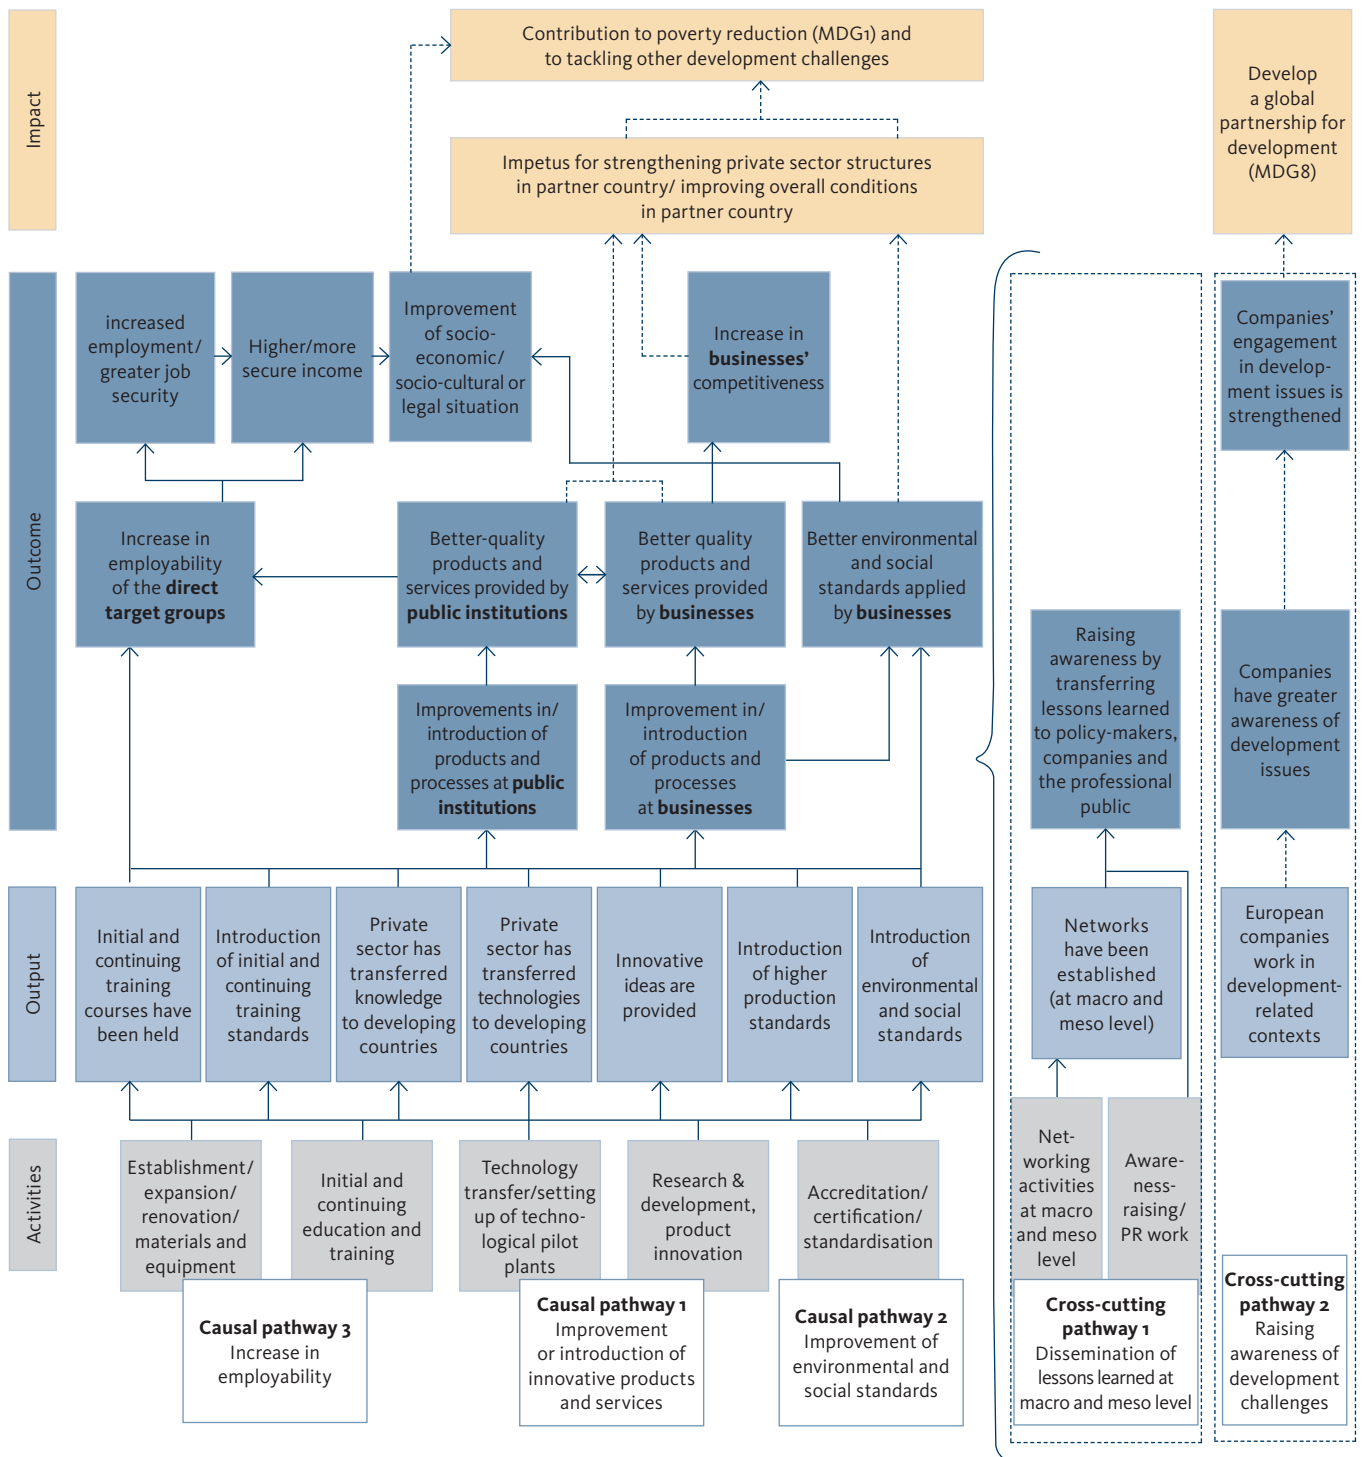 Impact
Contribution to poverty reduction (MDG1) and
to tackling other development challenges
Impetus for strengthening private sector structures
in partner country/ improving overall conditions
in partner country
Develop
a global
partnership for
development
(MDG8)
Outcome
increased
employment/
greater job
security
Higher/more
secure income
Improvement
of socio-
economic/
socio-cultural or
legal situation
Increase in
businesses'
competitiveness
Companies'
engagement
in develop-
ment issues is
strengthened
Increase in
employability
of the direct
target groups
Better-quality
products and
services provided by
public institutions
Better quality
products and
services provided
by businesses
Better environmental
and social
standards applied
by businesses
Raising
awareness by
transferring
lessons learned
to policy-makers,
companies and
the professional
public
Companies
have greater
awareness of
development
issues
Improvements in/
introduction of
products and
processes at public
institutions
Improvement in/
introduction
of products and
processes
at businesses
Output
Initial and
continuing
training
courses have
been held
Introduction
of initial and
continuing
training
standards
Private
sector has
transferred
knowledge
to developing
countries
Private
sector has
transferred
technologies
to developing
countries
Innovative
ideas are
provided
Introduction
of higher
production
standards
Introduction
of
environmental
and social
standards
Networks
have been
established
(at macro and
meso level)
European
companies
work in
development-
related
contexts
Activities
Establishment/
expansion/
renovation/
materials and
equipment
Initial and
continuing
education and
training
Technology
transfer/setting
up of techno-
logical pilot
plants
Research &
development,
product
innovation
Accreditation/
certification/
standardisation
Net-
working
activities
at macro
and meso
level
Aware-
ness-
raising/
PR work
Causal pathway 3
Increase in
employability
Causal pathway 1
Improvement
or introduction of
innovative products
and services
Causal pathway 2
Improvement of
environmental and
social standards
Cross-cutting
pathway 1
Dissemination of
lessons learned at
macro and meso level
Cross-cutting
pathway 2
Raising
awareness of
development
challenges